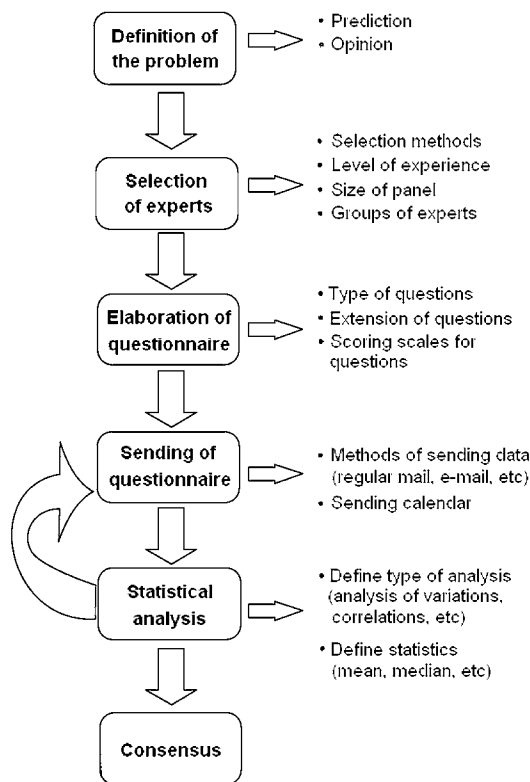 Definition of
the problem
• Prediction
• Opinion
Selection
of experts
• Selection methods
• Level of experience
• Size of panel
• Groups of experts
Elaboration of
questionnaire
• Type of questions
• Extension of questions
• Scoring scales for
questions
Sending of
questionnaire
• Methods of sending data
(regular mail, e-mail, etc)
• Sending calendar
Statistical
analysis
• Define type of analysis
(analysis of variations,
correlations, etc)
• Define statistics
(mean, median, etc)
Consensus